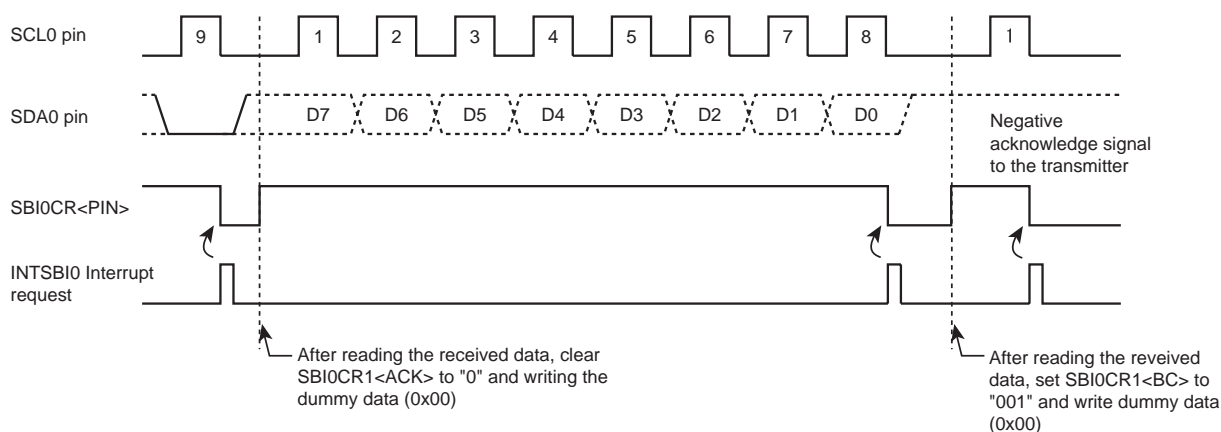 SCL0 pin
9 1 2 3 4 5 6 7 8 1
SDA0 pin
D7 D6 D5 D4 D3 D2 D1 D0
Negative
acknowledge signal
to the transmitter
SBI0CR<PIN>
INTSBI0 Interrupt
request
After reading the received data, clear
SBI0CR1<ACK> to "0" and writing the
dummy data (0x00)
After reading the reveived
data, set SBI0CR1<BC> to
"001" and write dummy data
(0x00)